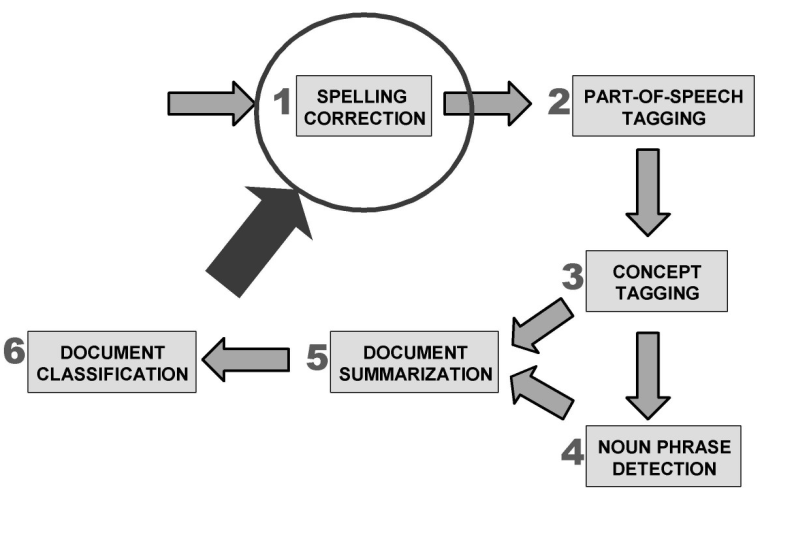 1
SPELLING
CORRECTION
2
PART-OF-SPEECH
TAGGING
3
CONCEPT
TAGGING
4
NOUN PHRASE
DETECTION
5
DOCUMENT
SUMMARIZATION
6
DOCUMENT
CLASSIFICATION